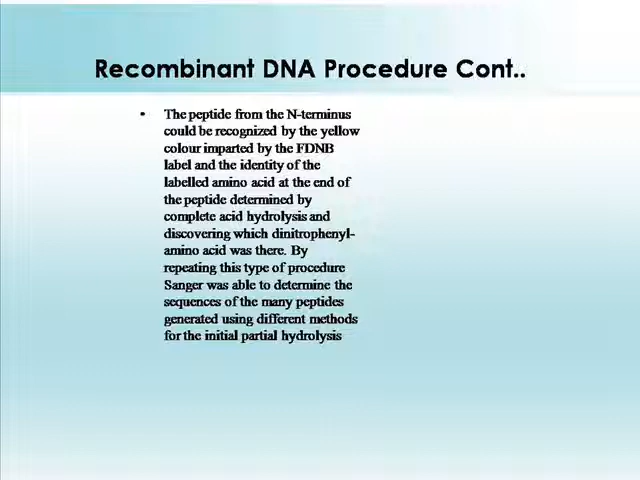 Recombinant DNA Procedure Cont..
• The peptide from the N-terminus
could be recognized by the yellow
colour imparted by the FDNB
label and the identity of the
labelled amino acid at the end of
the peptide determined by
complete acid hydrolysis and
discovering which dinitrophenyl-
amino acid was there. By
repeating this type of procedure
Sanger was able to determine the
sequences of the many peptides
generated using different methods
for the initial partial hydrolysis